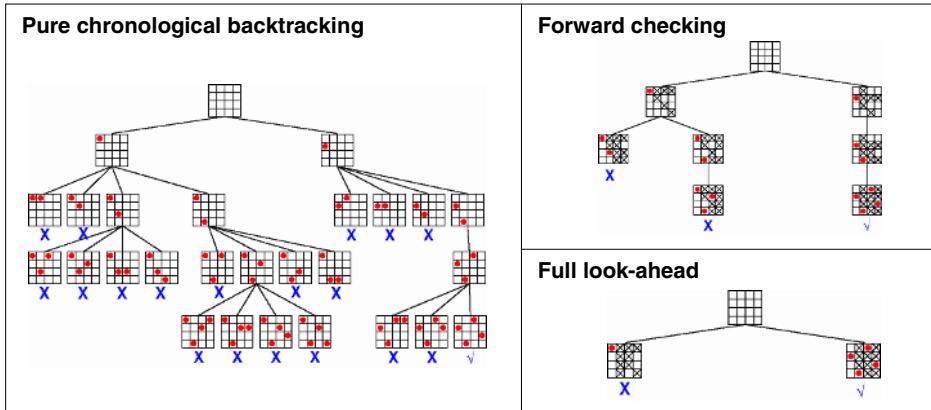 Pure chronological backtracking
X X X X X
X X X X X X X
X X X X X X √
Forward checking
X
X √
Full look-ahead
X √